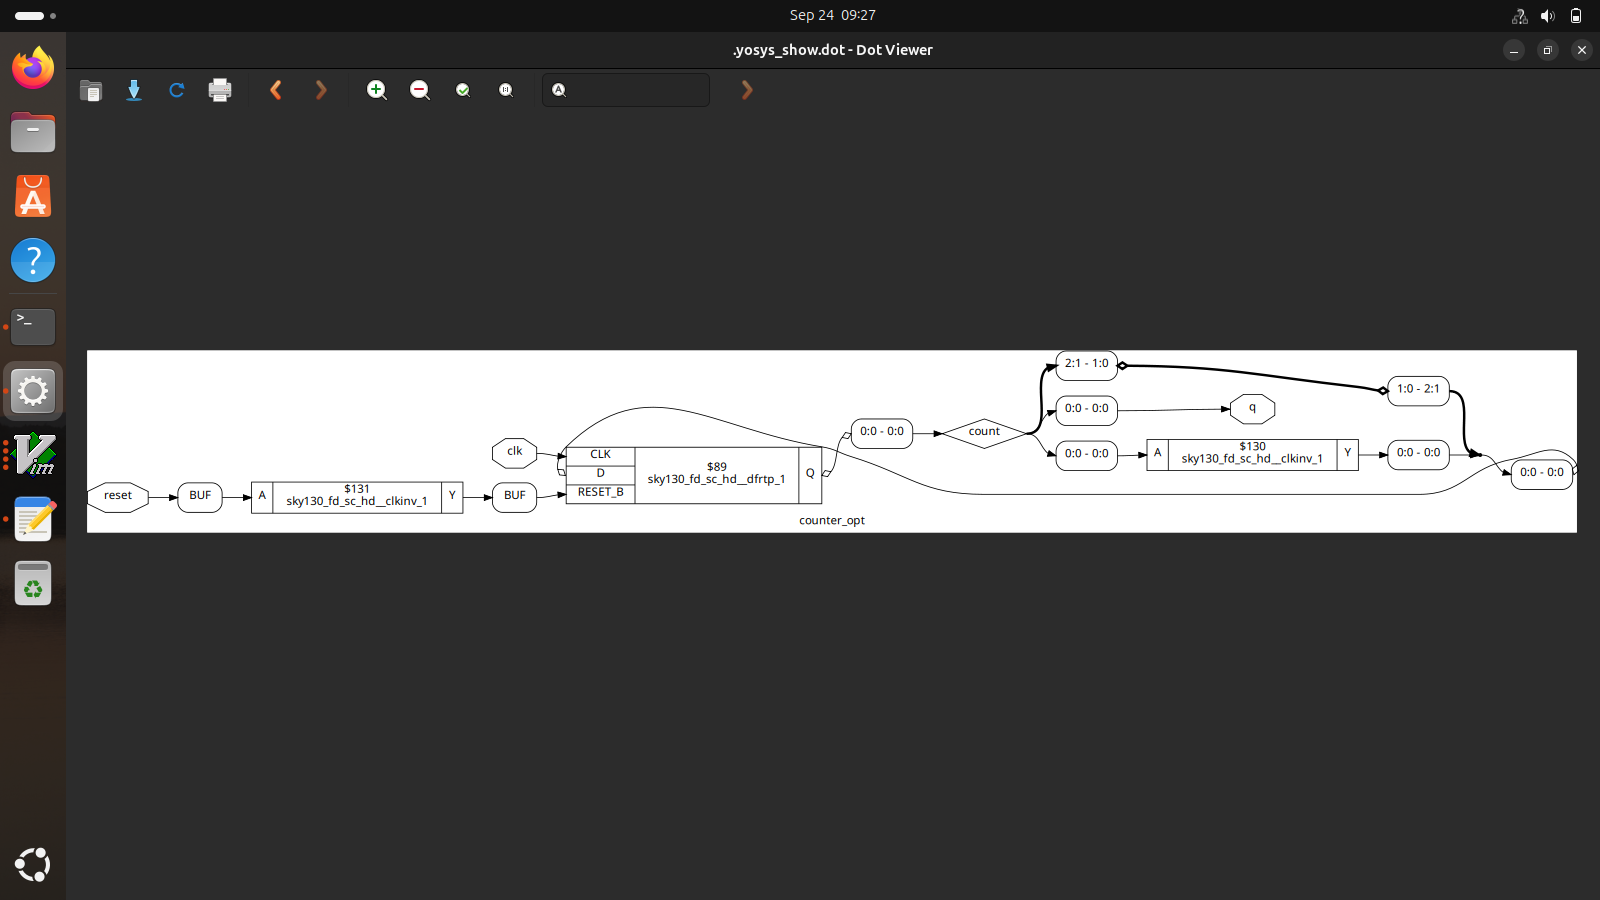 Sep 24 09:27
.yosys_show.dot - Dot Viewer
A
?
>_
Vim
2:1 - 1:0
1:0 - 2:1
0:0 - 0:0
q
0:0 - 0:0
count
clk
CLK
D
RESET_B
$89
sky130_fd_sc_hd__dfrtp_1
Q
0:0 - 0:0
A
$130
sky130_fd_sc_hd__clkinv_1
Y
0:0 - 0:0
0:0 - 0:0
reset
BUF
A
$131
sky130_fd_sc_hd__clkinv_1
Y
BUF
counter_opt